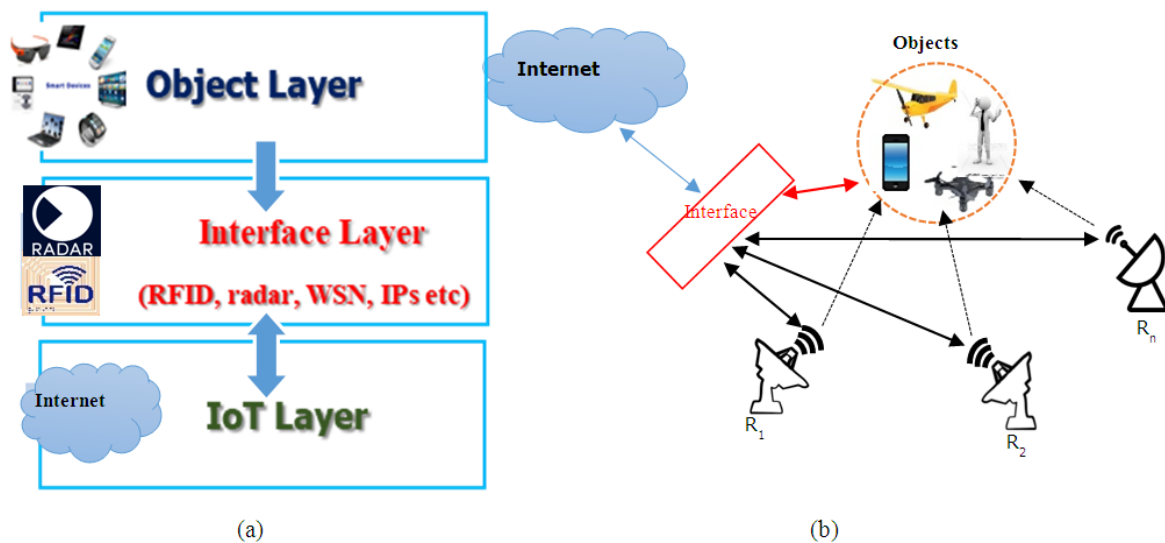 Smart Devices
Object Layer
RADAR
RFID
Interface Layer
(RFID, radar, WSN, IPs etc)
Internet
IoT Layer
(a)
Internet
Objects
Interface
R1
R2
Rn
(b)